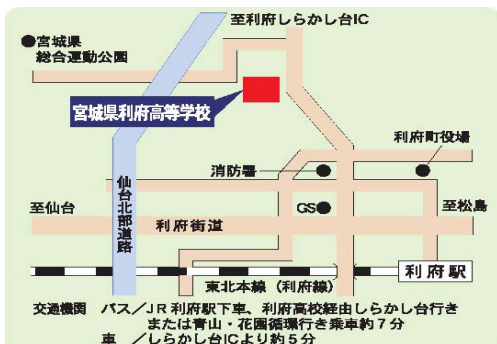 至利府しらかし台IC
●宮城県
総合運動公園
宮城県利府高等学校
利府町役場
消防署
仙台北部道路
GS
至仙台
利府街道
至松島
利府駅
東北本線（利府線）
交通機関　バス／JR利府駅下車、利府高校経由しらかし台行き
または青山・花園循環行き乗車約７分
車　／しらかし台ICより約５分